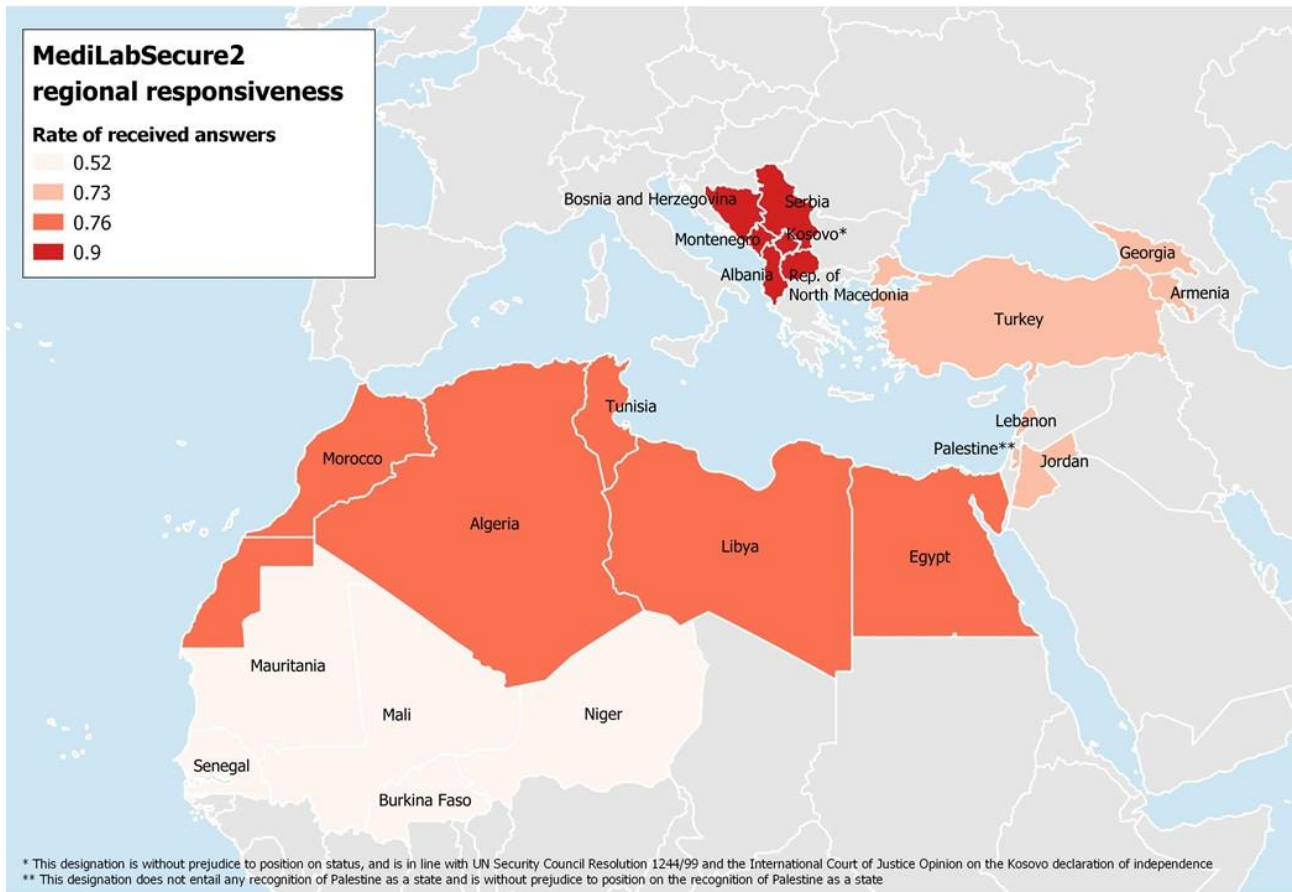 MediLabSecure2
regional responsiveness
Rate of received answers
0.52
0.73
0.76
0.9
Bosnia and Herzegovina
Serbia
Montenegro
Kosovo*
Albania
Rep. of
North Macedonia
Georgia
Armenia
Turkey
Lebanon
Palestine**
Jordan
Tunisia
Morocco
Algeria
Libya
Egypt
Mauritania
Mali
Niger
Senegal
Burkina Faso
* This designation is without prejudice to position on status, and is in line with UN Security Council Resolution 1244/99 and the International Court of Justice Opinion on the Kosovo declaration of independence
** This designation does not entail any recognition of Palestine as a state and is without prejudice to position on the recognition of Palestine as a state